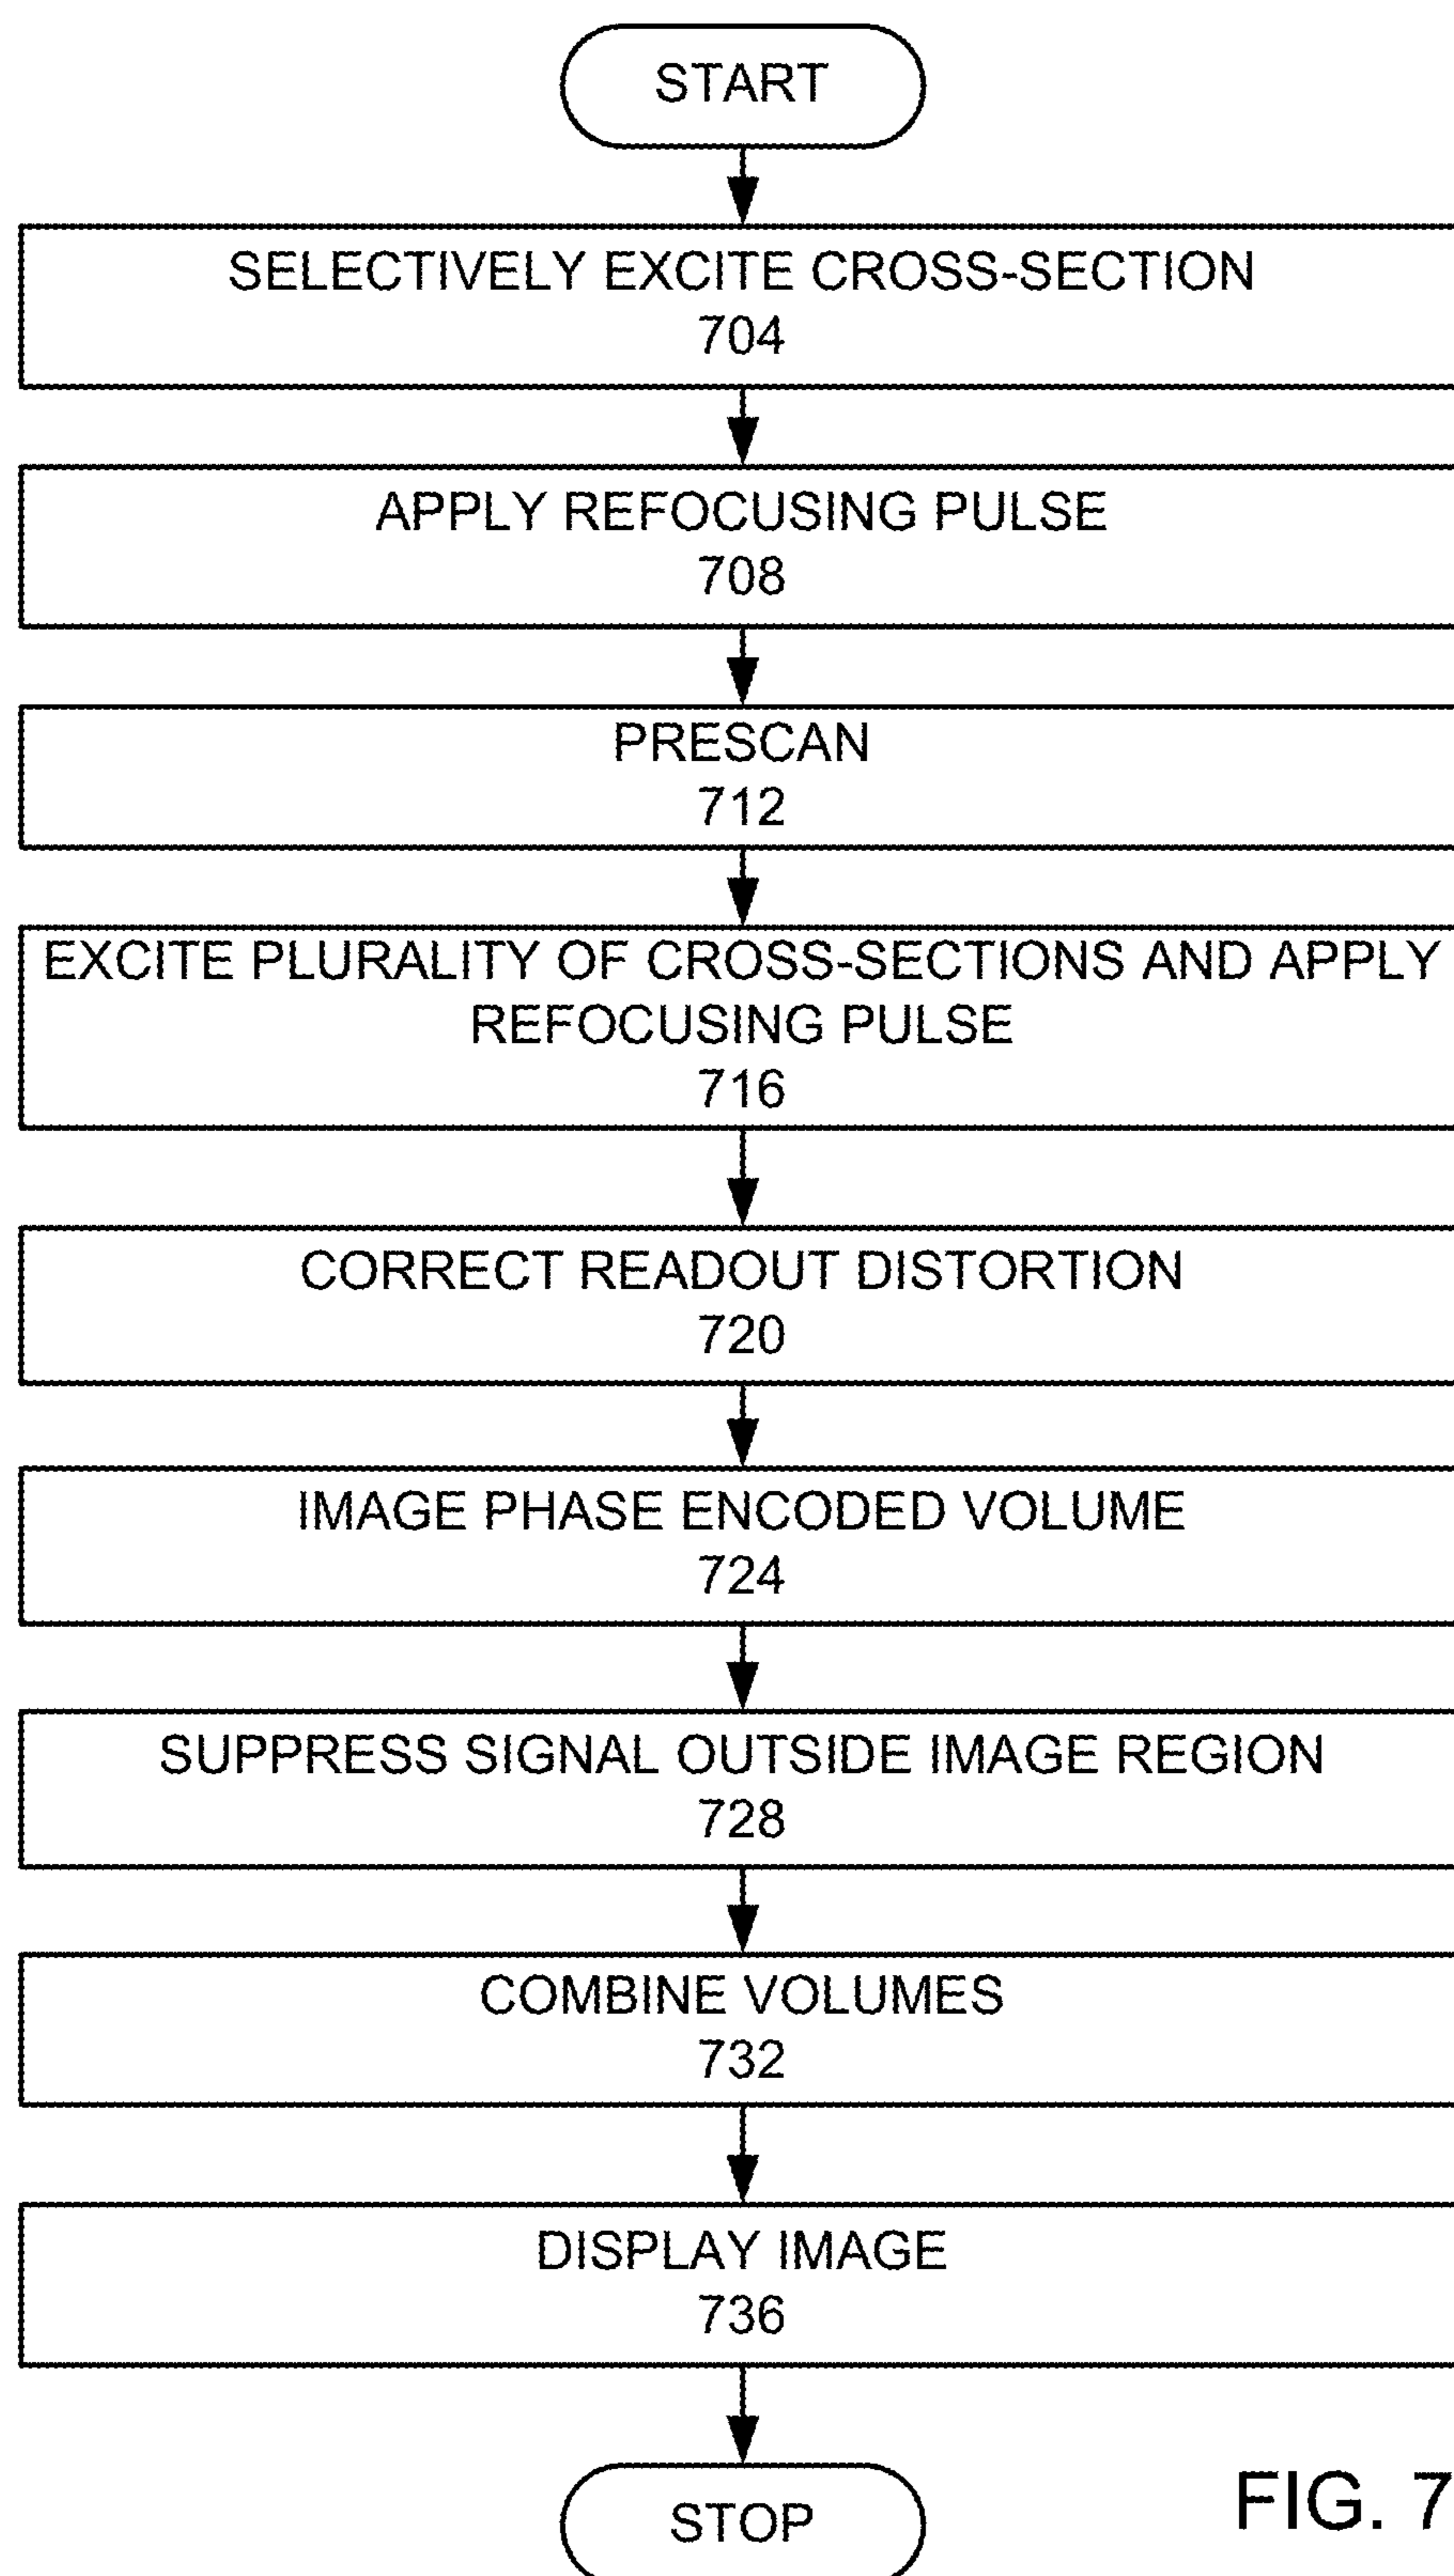 START
SELECTIVELY EXCITE CROSS-SECTION
704
APPLY REFOCUSING PULSE
708
PRESCAN
712
EXCITE PLURALITY OF CROSS-SECTIONS AND APPLY
REFOCUSING PULSE
716
CORRECT READOUT DISTORTION
720
IMAGE PHASE ENCODED VOLUME
724
SUPPRESS SIGNAL OUTSIDE IMAGE REGION
728
COMBINE VOLUMES
732
DISPLAY IMAGE
736
STOP
FIG. 7